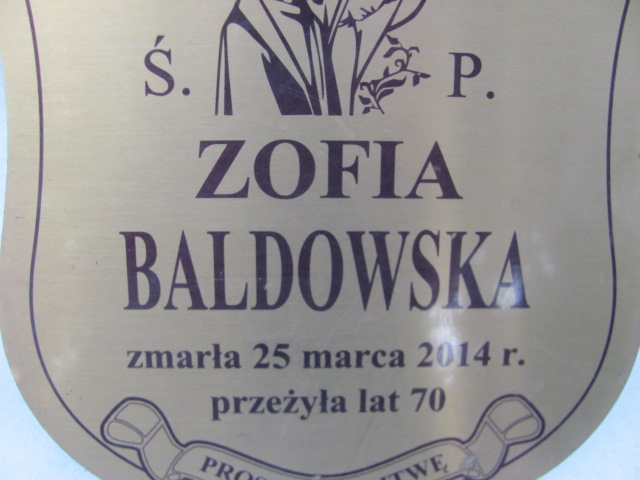 Ś. P.
ZOFIA
BALDOWSKA
zmarła 25 marca 2014 r.
przeżyła lat 70